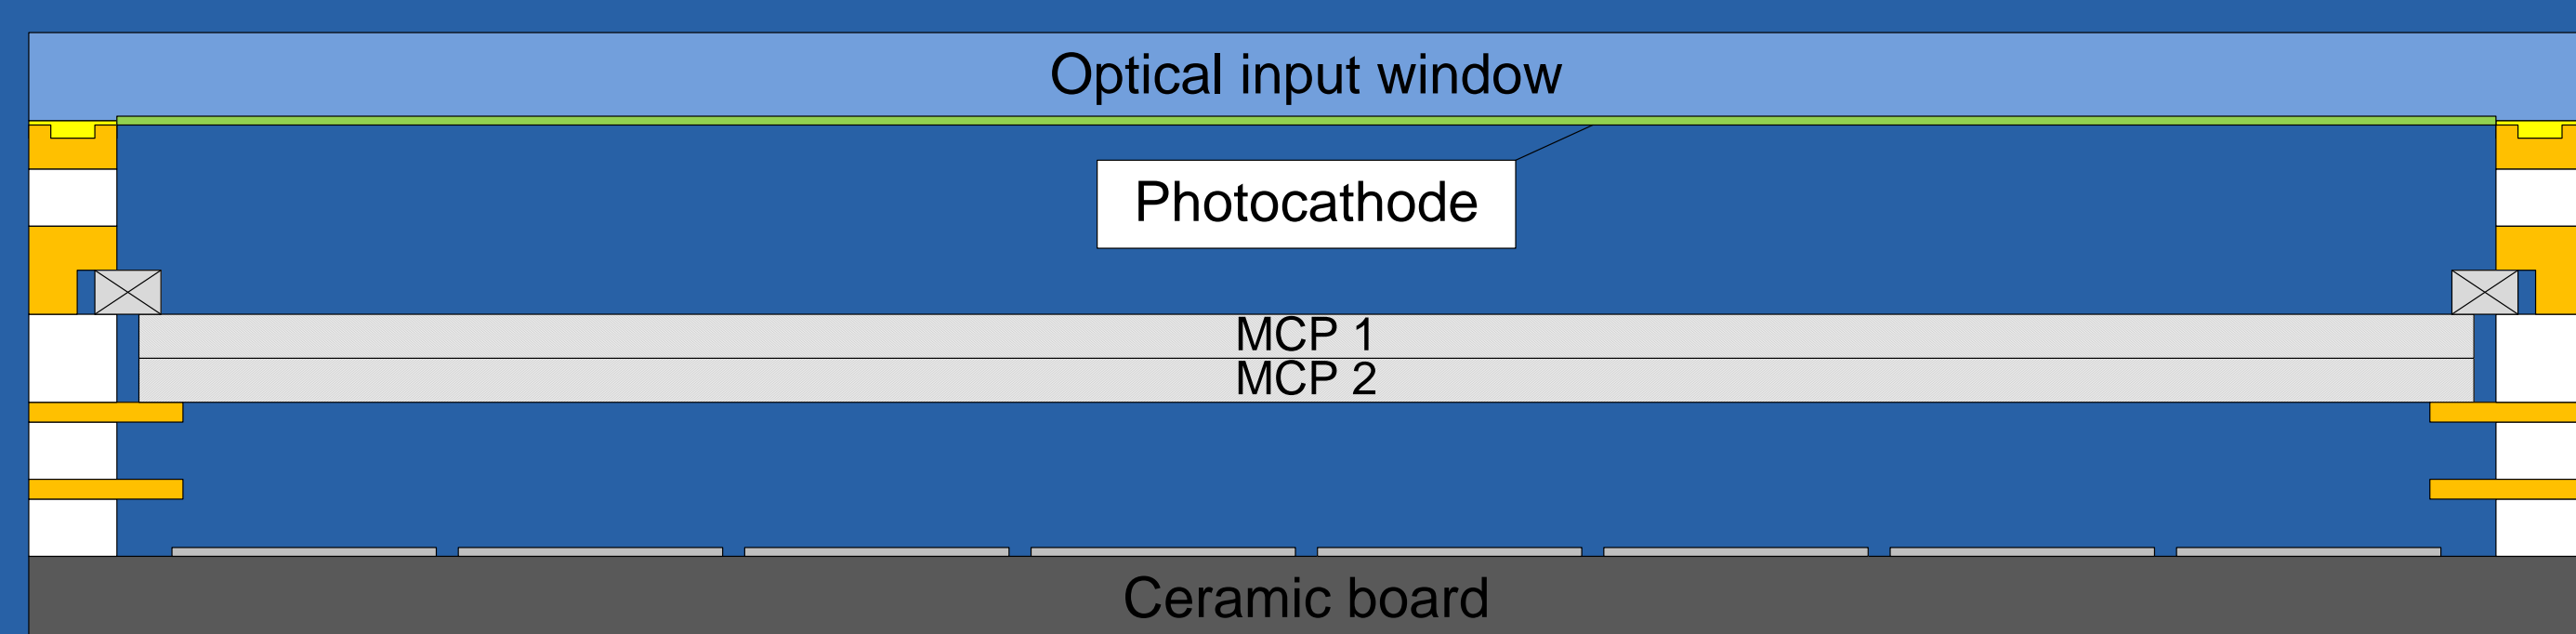 Optical input window
Photocathode
MCP 1
MCP 2
Ceramic board